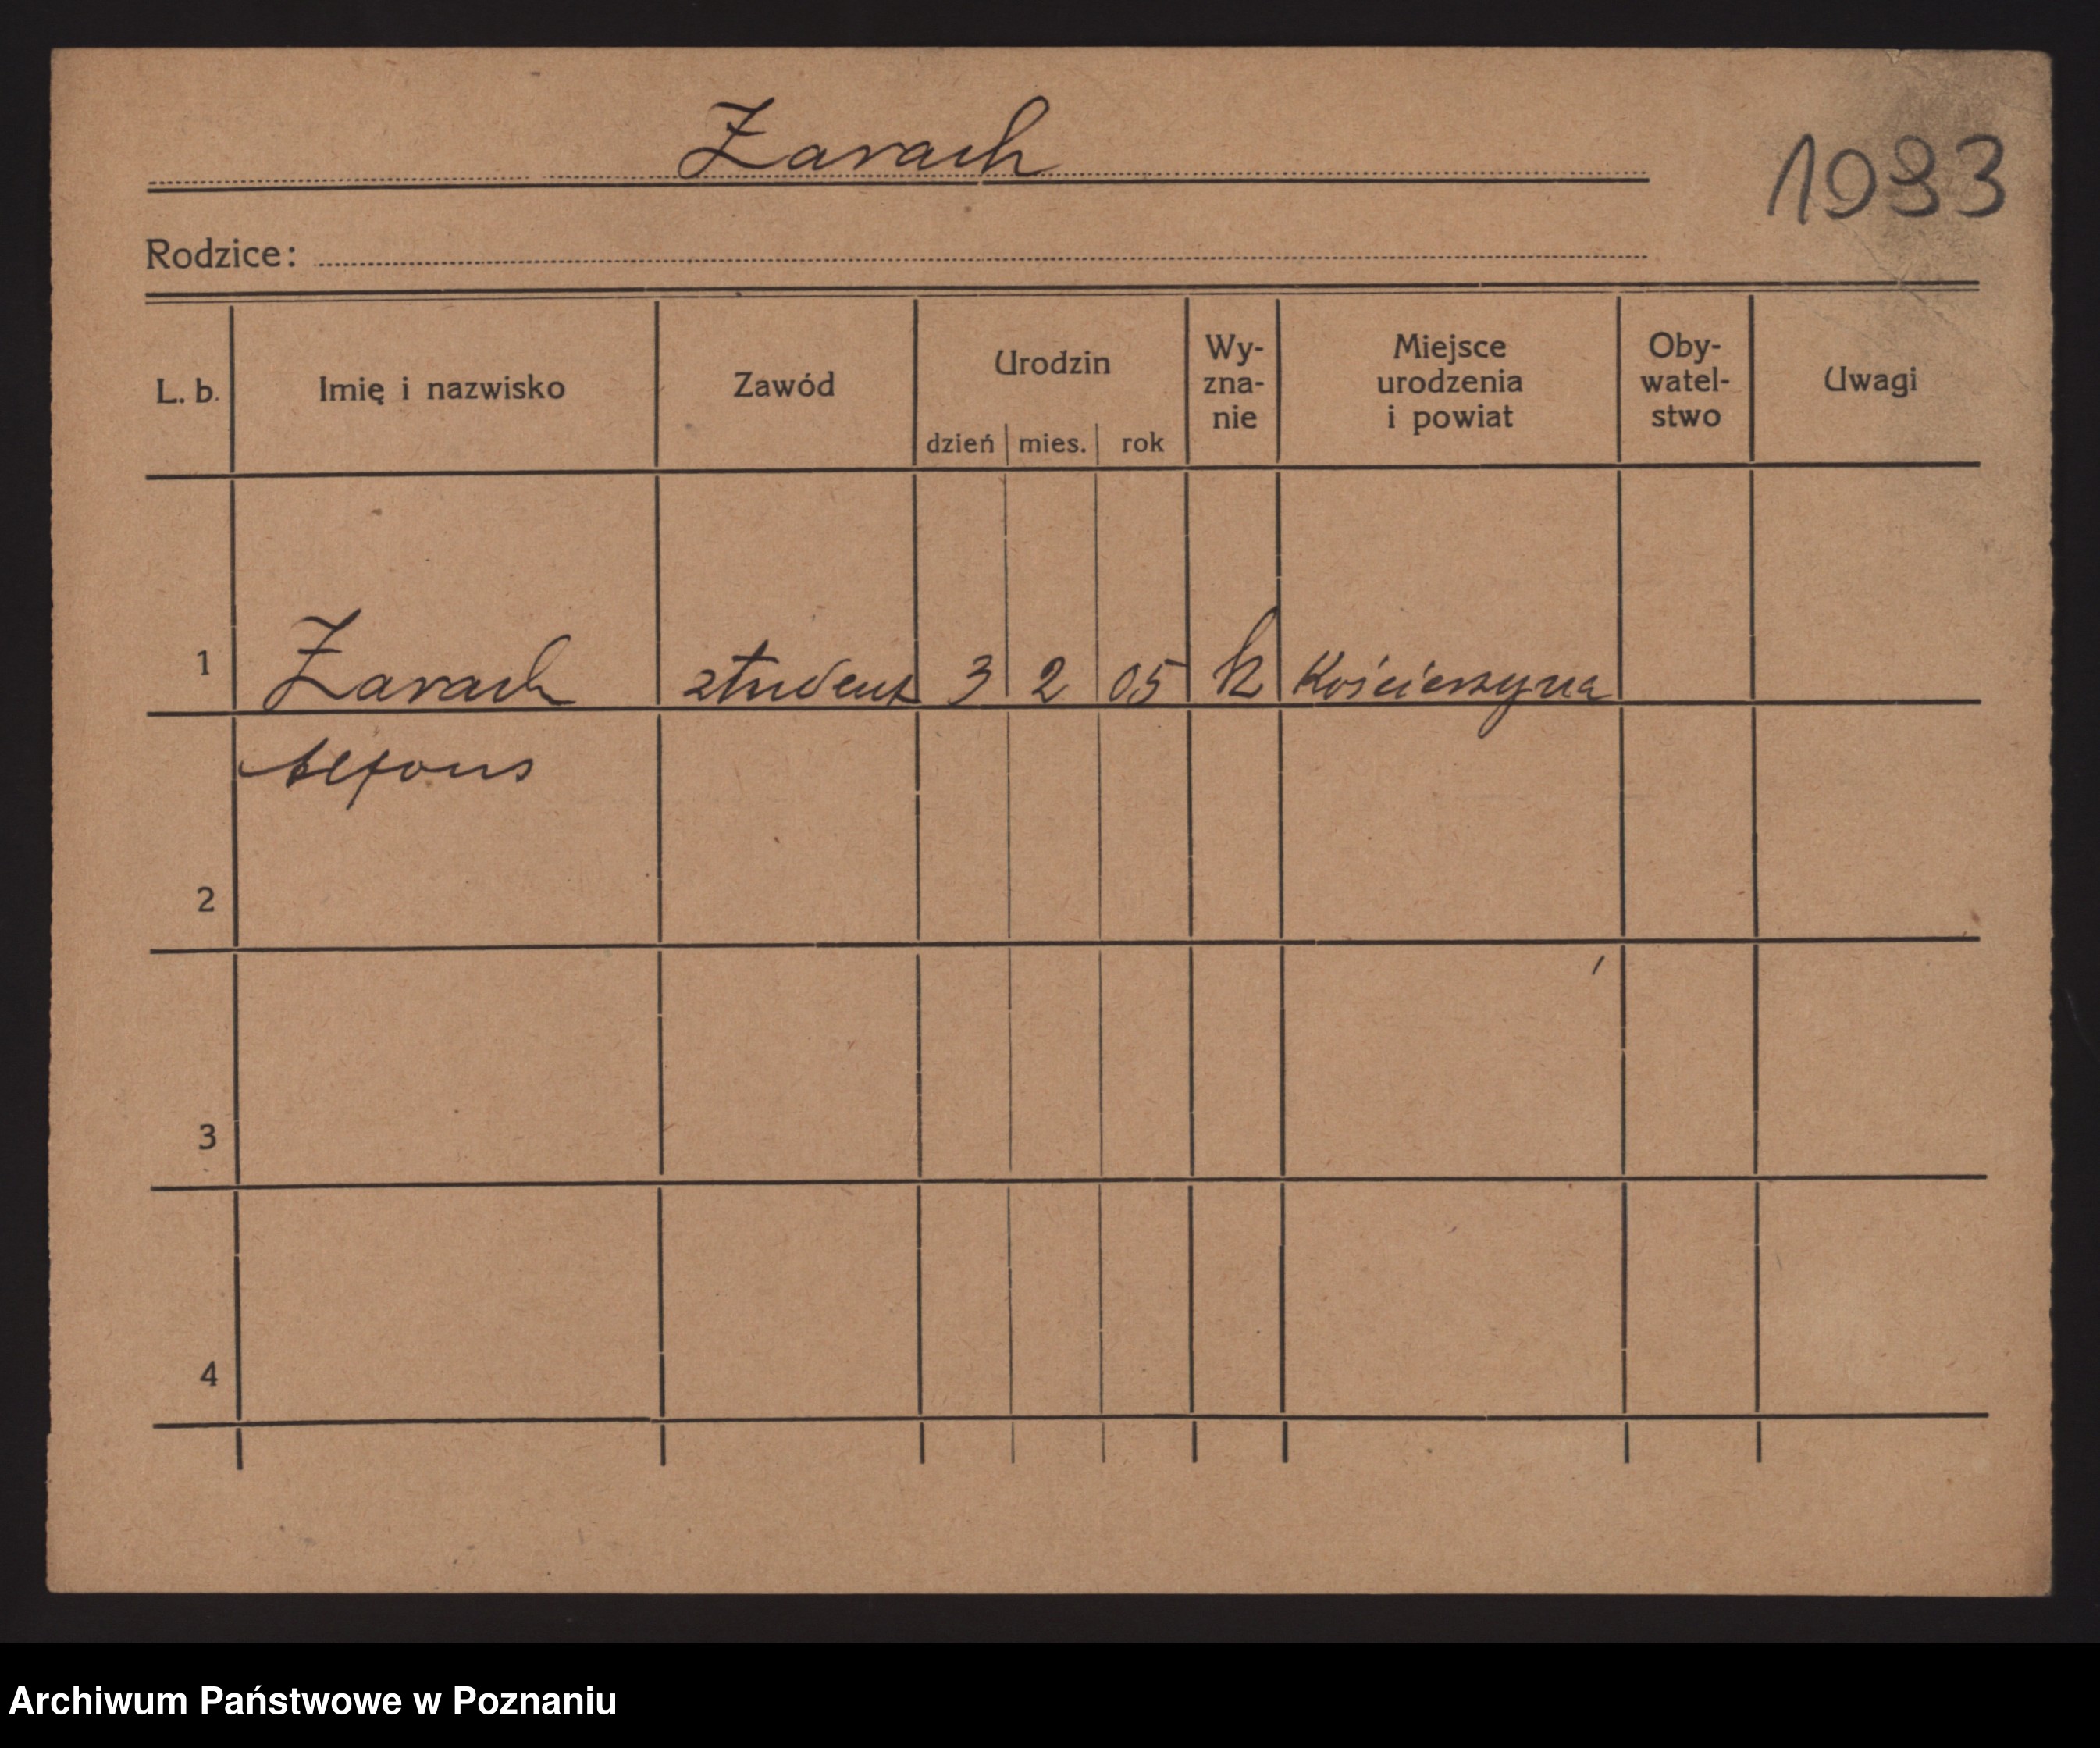 Zarach
1933
Rodzice:
L. b. Imię i nazwisko Zawód Urodzin dzień mies. rok Wy-zna-nie Miejsce urodzenia i powiat Oby-watel-stwo Uwagi
1 Zarach student 3 2 05 k Kościerzyna
Alfons
2
3
4
Archiwum Państwowe w Poznaniu